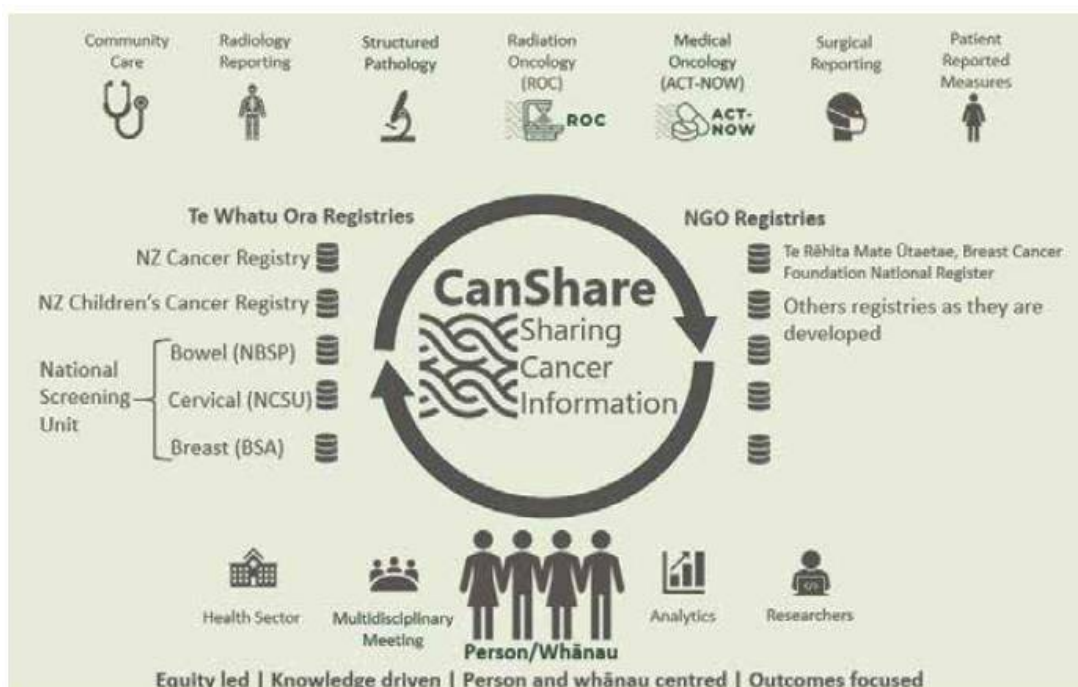 Community
Care
Radiology
Reporting
Structured
Pathology
Radiation
Oncology
(ROC)
ROC
Medical
Oncology
(ACT-NOW)
ACT-
NOW
Surgical
Reporting
Patient
Reported
Measures
Te Whatu Ora Registries
NZ Cancer Registry
NZ Children's Cancer Registry
National
Screening
Unit
Bowel (NBSP)
Cervical (NCSU)
Breast (BSA)
CanShare
Sharing
Cancer
Information
NGO Registries
Te Rēhita Mate Ūtaetae, Breast Cancer
Foundation National Register
Others registries as they are
developed
Health Sector
Multidisciplinary
Meeting
Person/Whānau
Analytics
</>
Researchers
Equity led | Knowledge driven | Person and whānau centred | Outcomes focused